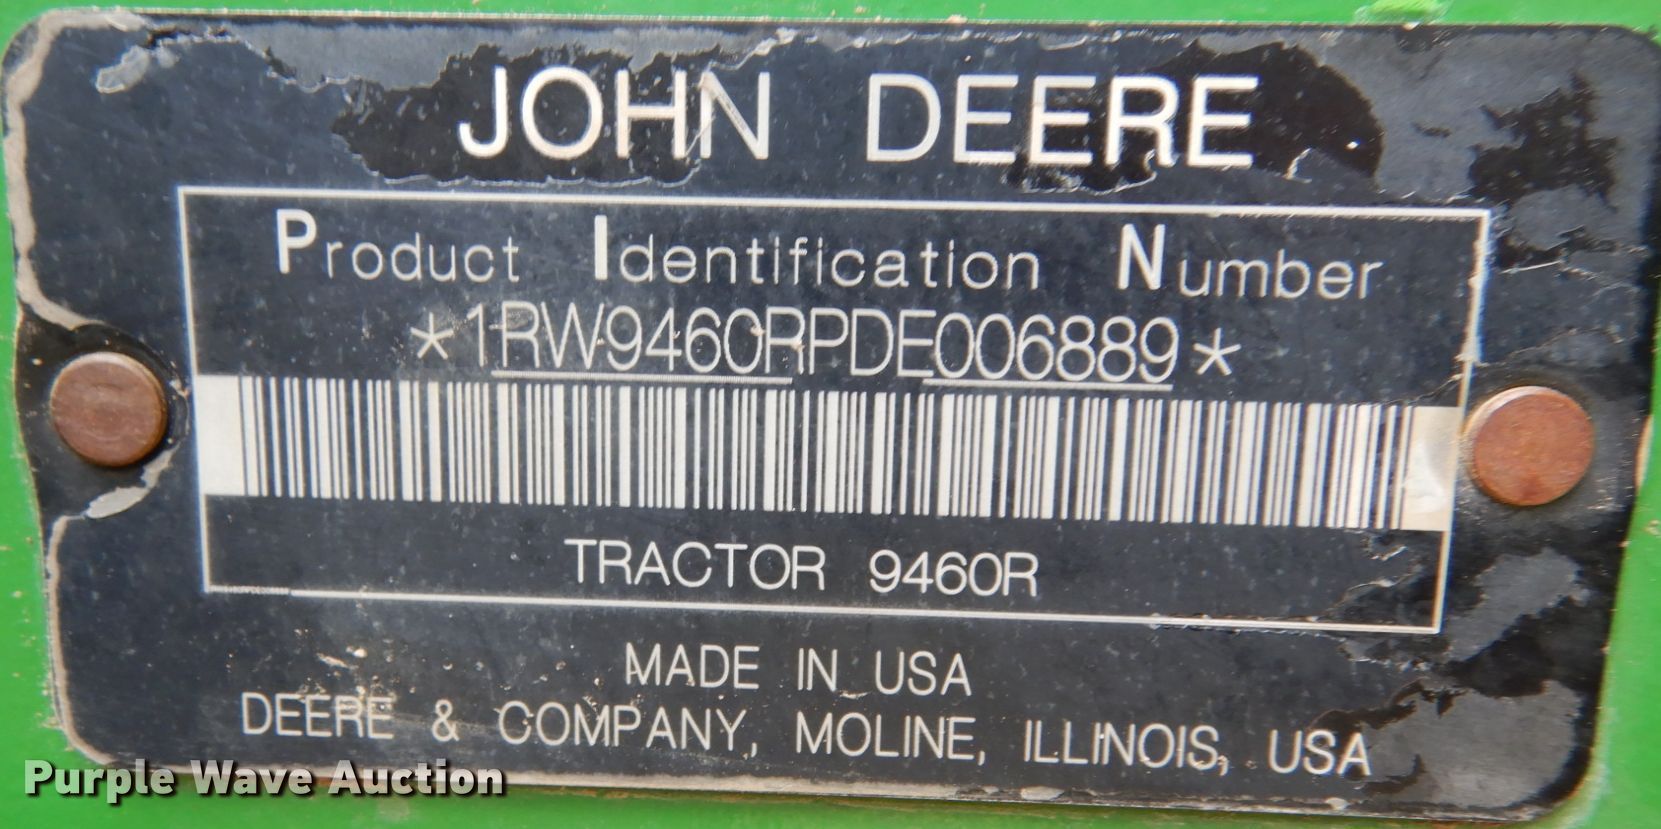 JOHN DEERE
Product Identification Number
*1RW9460RPDE006889*
TRACTOR 9460R
MADE IN USA
DEERE & COMPANY, MOLINE, ILLINOIS, USA
Purple Wave Auction